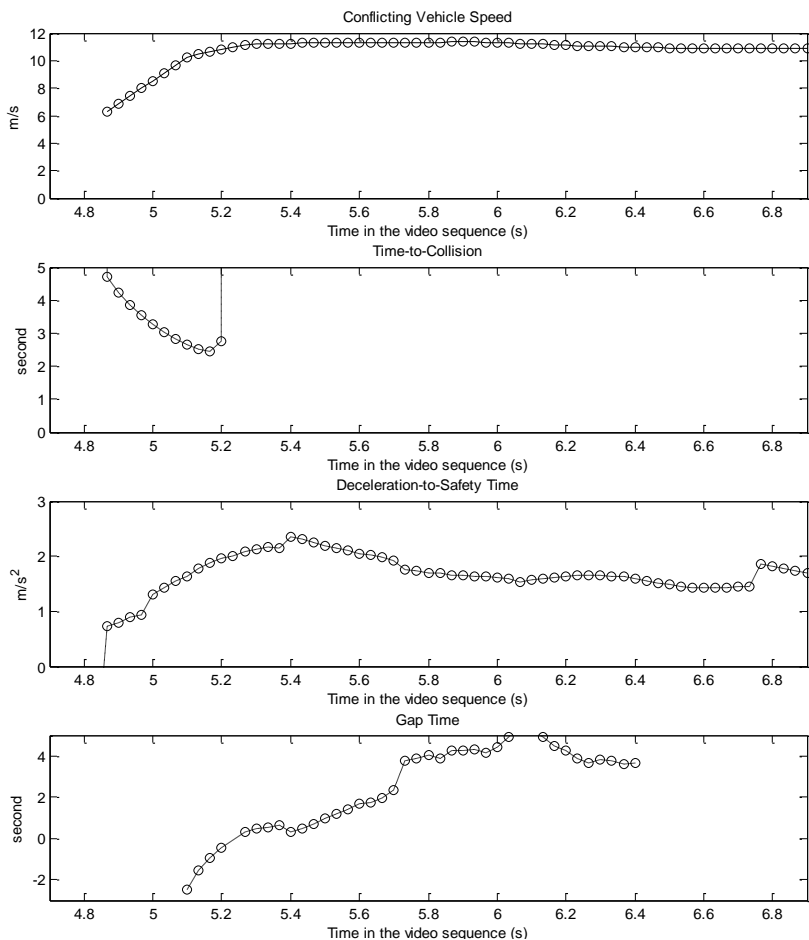 Conflicting Vehicle Speed
12
10
8
6
4
2
0
m/s
4.8 5 5.2 5.4 5.6 5.8 6 6.2 6.4 6.6 6.8
Time in the video sequence (s)
Time-to-Collision
5
4
3
2
1
0
second
4.8 5 5.2 5.4 5.6 5.8 6 6.2 6.4 6.6 6.8
Time in the video sequence (s)
Deceleration-to-Safety Time
3
2
1
0
m/s²
4.8 5 5.2 5.4 5.6 5.8 6 6.2 6.4 6.6 6.8
Time in the video sequence (s)
Gap Time
4
2
0
-2
second
4.8 5 5.2 5.4 5.6 5.8 6 6.2 6.4 6.6 6.8
Time in the video sequence (s)